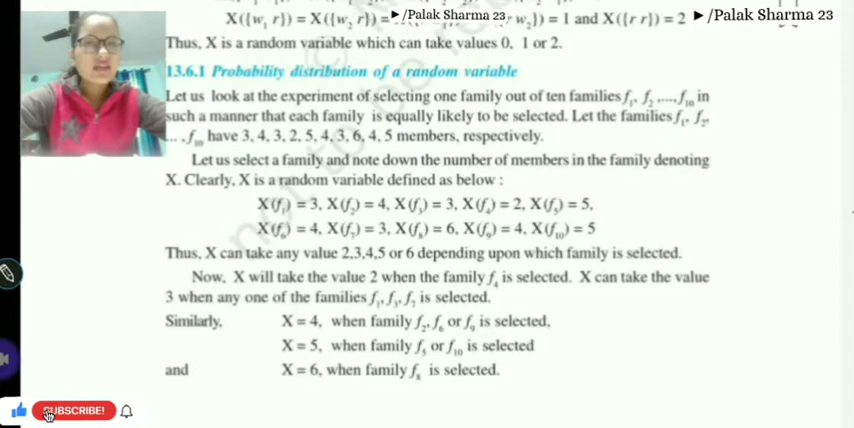 X({w₁ r}) = X({w₂ r}) = ▶/Palak Sharma 23 r w₂}) = 1 and X({r r}) = 2 ▶/Palak Sharma 23
Thus, X is a random variable which can take values 0, 1 or 2.
13.6.1 Probability distribution of a random variable
Let us look at the experiment of selecting one family out of ten families f₁, f₂ ,...., f₁₀ in
such a manner that each family is equally likely to be selected. Let the families f₁, f₂,
... , f₁₀ have 3, 4, 3, 2, 5, 4, 3, 6, 4, 5 members, respectively.
Let us select a family and note down the number of members in the family denoting
X. Clearly, X is a random variable defined as below :
X(f₁) = 3, X(f₂) = 4, X(f₃) = 3, X(f₄) = 2, X(f₅) = 5,
X(f₆) = 4, X(f₇) = 3, X(f₈) = 6, X(f₉) = 4, X(f₁₀) = 5
Thus, X can take any value 2,3,4,5 or 6 depending upon which family is selected.
Now, X will take the value 2 when the family f₄ is selected. X can take the value
3 when any one of the families f₁, f₃, f₇ is selected.
Similarly, X = 4, when family f₂, f₆ or f₉ is selected,
X = 5, when family f₅ or f₁₀ is selected
and X = 6, when family f₈ is selected.
not to be
SUBSCRIBE!